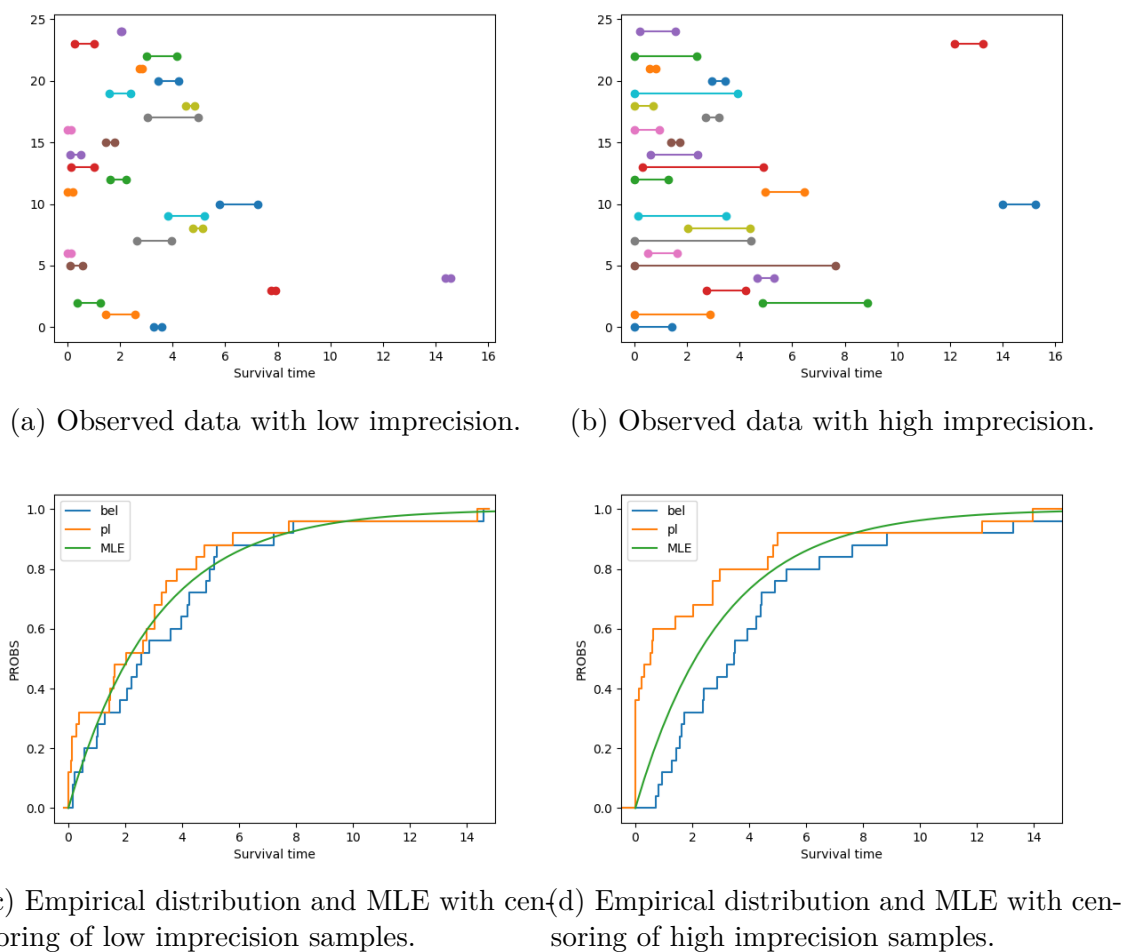 25
20
15
10
5
0
0 2 4 6 8 10 12 14 16
Survival time
25
20
15
10
5
0
0 2 4 6 8 10 12 14 16
Survival time
(a) Observed data with low imprecision.
(b) Observed data with high imprecision.
1.0
0.8
0.6
0.4
0.2
0.0
PROBS
bel
pl
MLE
0 2 4 6 8 10 12 14
Survival time
1.0
0.8
0.6
0.4
0.2
0.0
PROBS
bel
pl
MLE
0 2 4 6 8 10 12 14
Survival time
) Empirical distribution and MLE with cen-
oring of low imprecision samples.
(d) Empirical distribution and MLE with cen-
soring of high imprecision samples.